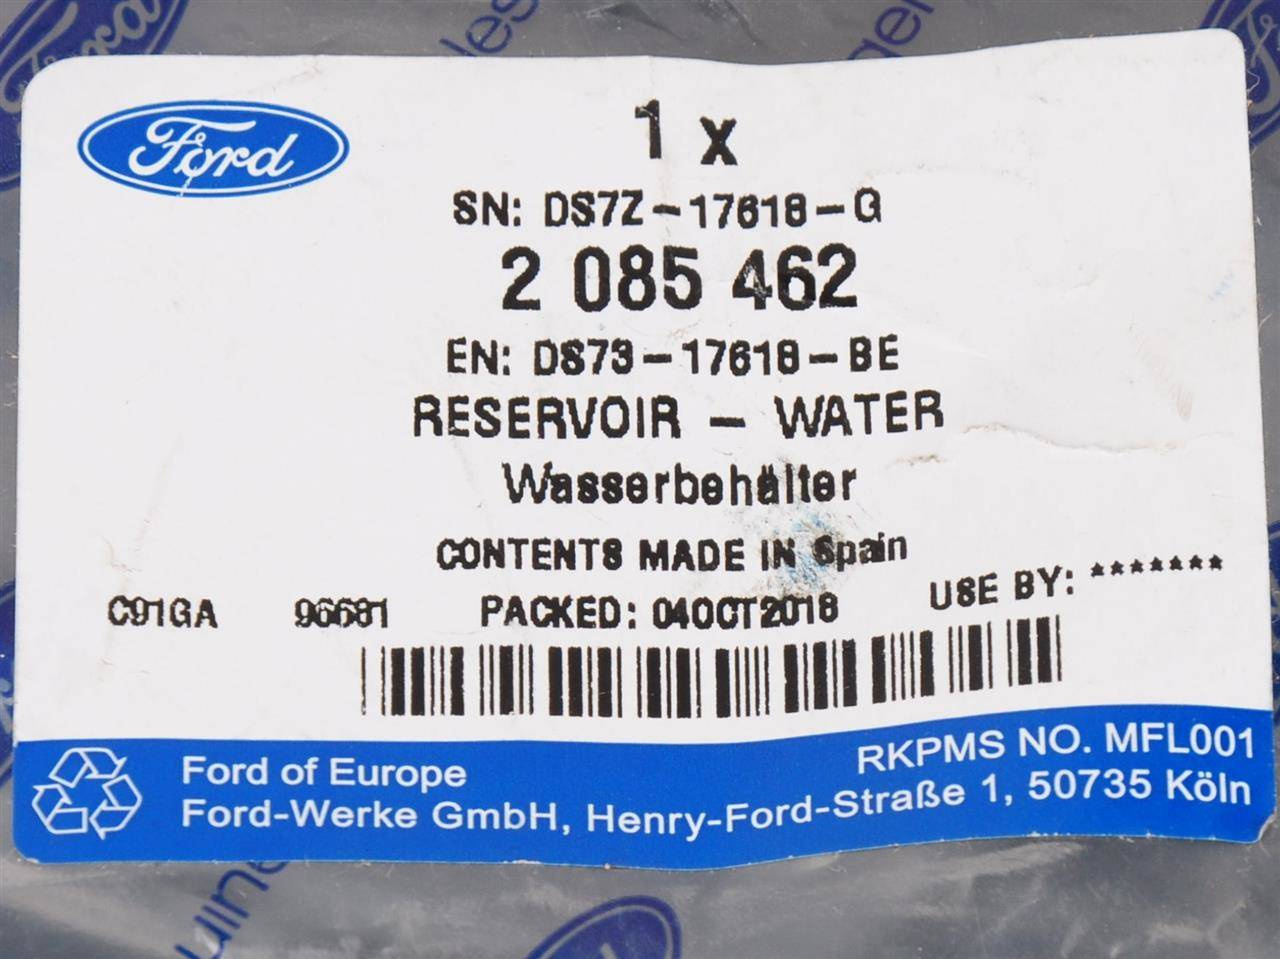 Ford
1 x
SN: DS7Z-17618-G
2 085 462
EN: DS73-17618-BE
RESERVOIR - WATER
Wasserbehälter
CONTENTS MADE IN Spain
C91GA 96681 PACKED: 04OCT2018 USE BY: *******
RKPMS NO. MFL001
Ford of Europe
Ford-Werke GmbH, Henry-Ford-Straße 1, 50735 Köln